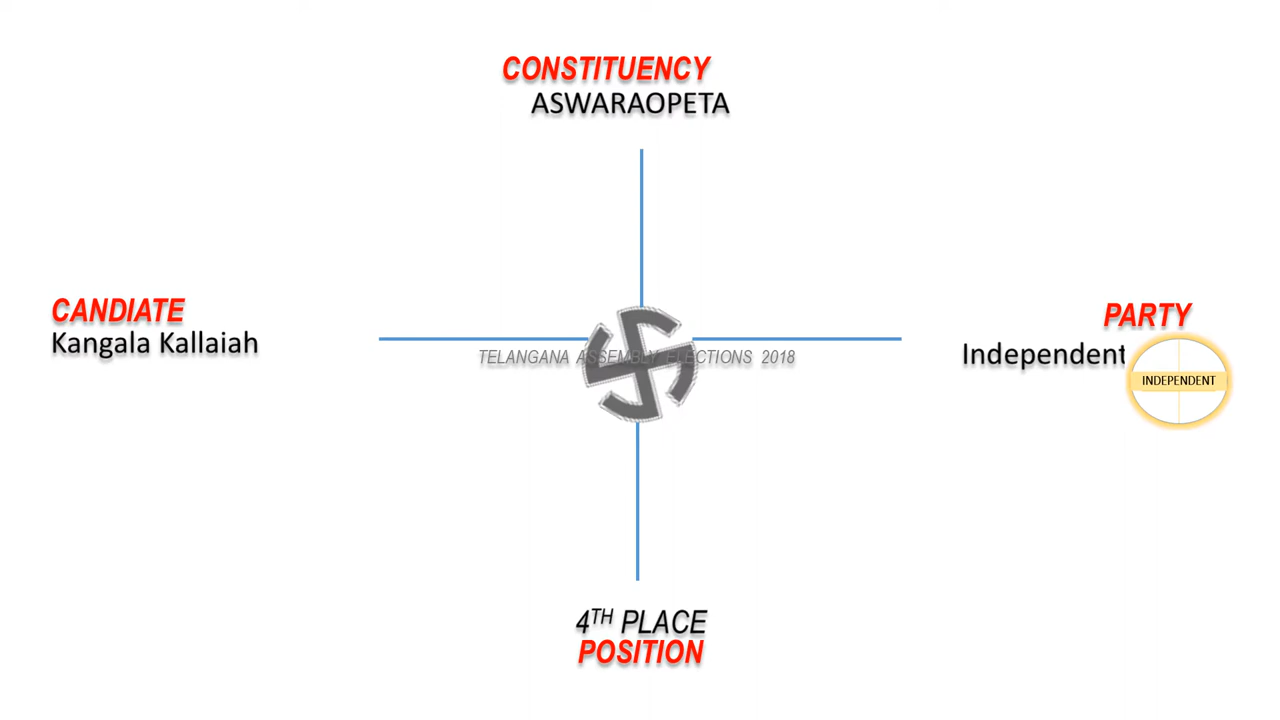 CONSTITUENCY
ASWARAOPETA
CANDIATE
Kangala Kallaiah
TELANGANA ASSEMBLY ELECTIONS 2018
PARTY
Independent
INDEPENDENT
4TH PLACE
POSITION